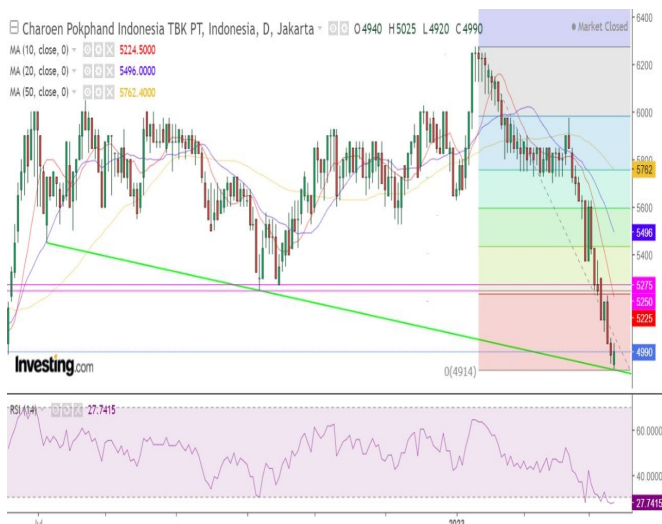 Charoen Pokphand Indonesia TBK PT, Indonesia, D, Jakarta O4940 H5025 L4920 C4990
Market Closed
MA (10, close, 0) 5224.5000
MA (20, close, 0) 5496.0000
MA (50, close, 0) 5762.4000
6400
6200
6000
5800
5762
5600
5496
5400
5275
5250
5225
4990
0(4914)
Investing.com
RSI (14) 27.7415
60.0000
40.0000
27.7415
Jul